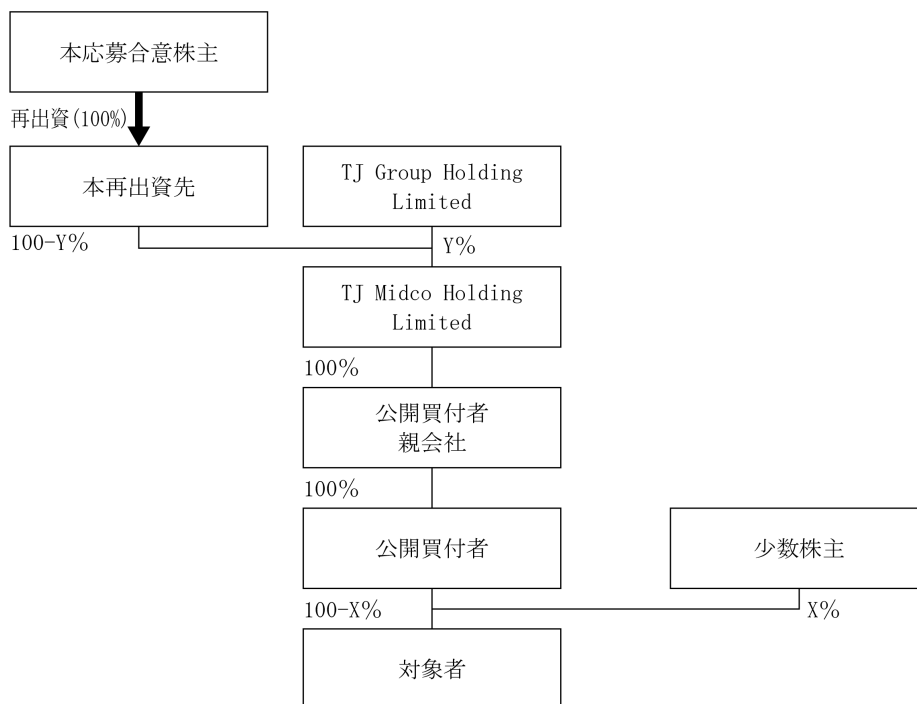 本応募合意株主
再出資(100%)
本再出資先
TJ Group Holding
Limited
100-Y%
Y%
TJ Midco Holding
Limited
100%
公開買付者
親会社
100%
公開買付者
少数株主
100-X%
X%
対象者